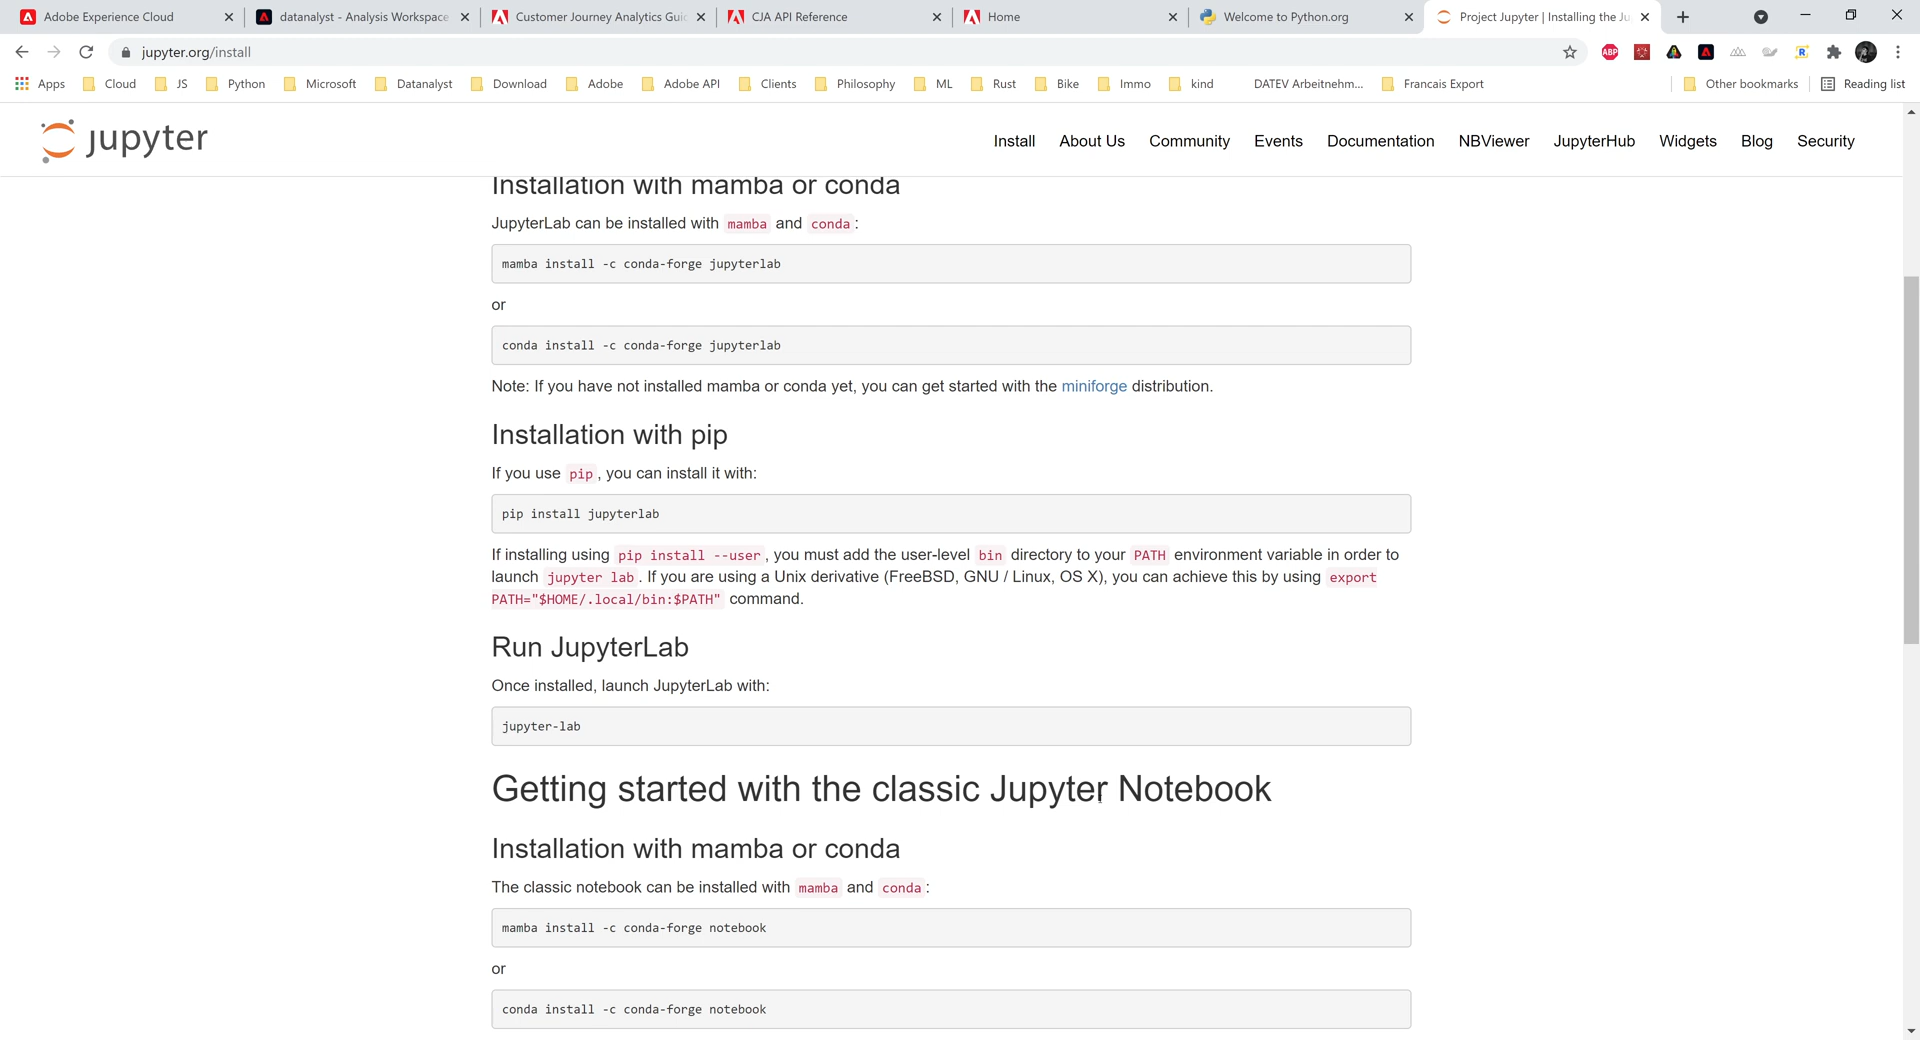 Adobe Experience Cloud
datanalyst - Analysis Workspace
Customer Journey Analytics Guid
CJA API Reference
Home
Welcome to Python.org
Project Jupyter | Installing the Ju
jupyter.org/install
ABP
Apps Cloud JS Python Microsoft Datanalyst Download Adobe Adobe API Clients Philosophy ML Rust Bike Immo kind DATEV Arbeitnehm... Francais Export Other bookmarks Reading list
jupyter
Install About Us Community Events Documentation NBViewer JupyterHub Widgets Blog Security
Installation with mamba or conda
JupyterLab can be installed with mamba and conda :
mamba install -c conda-forge jupyterlab
or
conda install -c conda-forge jupyterlab
Note: If you have not installed mamba or conda yet, you can get started with the miniforge distribution.
Installation with pip
If you use pip , you can install it with:
pip install jupyterlab
If installing using pip install --user , you must add the user-level bin directory to your PATH environment variable in order to
launch jupyter lab . If you are using a Unix derivative (FreeBSD, GNU / Linux, OS X), you can achieve this by using export
PATH="$HOME/.local/bin:$PATH" command.
Run JupyterLab
Once installed, launch JupyterLab with:
jupyter-lab
Getting started with the classic Jupyter Notebook
Installation with mamba or conda
The classic notebook can be installed with mamba and conda :
mamba install -c conda-forge notebook
or
conda install -c conda-forge notebook